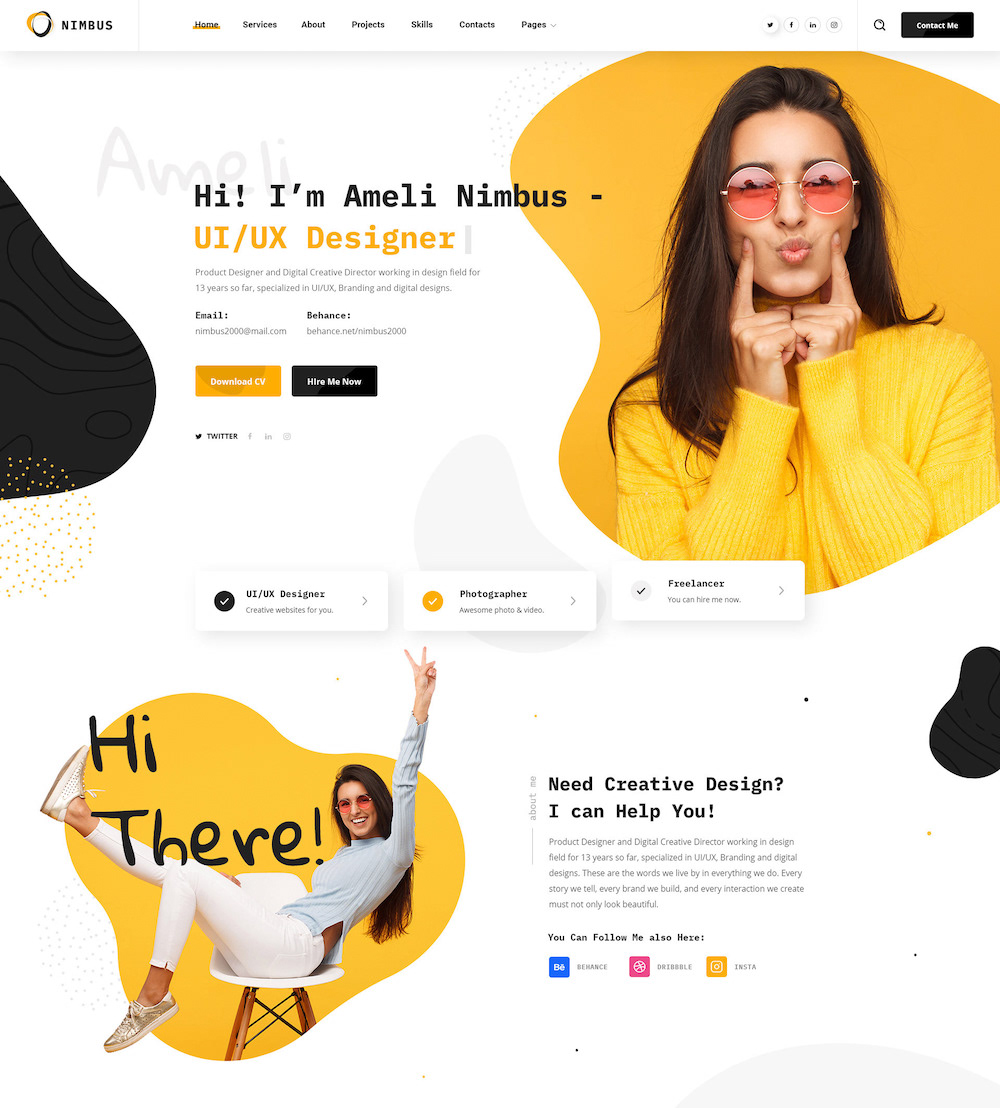 NIMBUS
Home Services About Projects Skills Contacts Pages
Contact Me
Ameli
Hi! I’m Ameli Nimbus -
UI/UX Designer
Product Designer and Digital Creative Director working in design field for
13 years so far, specialized in UI/UX, Branding and digital designs.
Email: Behance:
nimbus2000@mail.com behance.net/nimbus2000
Download CV HIre Me Now
TWITTER
UI/UX Designer
Creative websites for you.
Photographer
Awesome photo & video.
Freelancer
You can hire me now.
Hi
There!
about me
Need Creative Design?
I can Help You!
Product Designer and Digital Creative Director working in design
field for 13 years so far, specialized in UI/UX, Branding and digital
designs. These are the words we live by in everything we do. Every
story we tell, every brand we build, and every interaction we create
must not only look beautiful.
You Can Follow Me also Here:
Bē BEHANCE DRIBBBLE INSTA